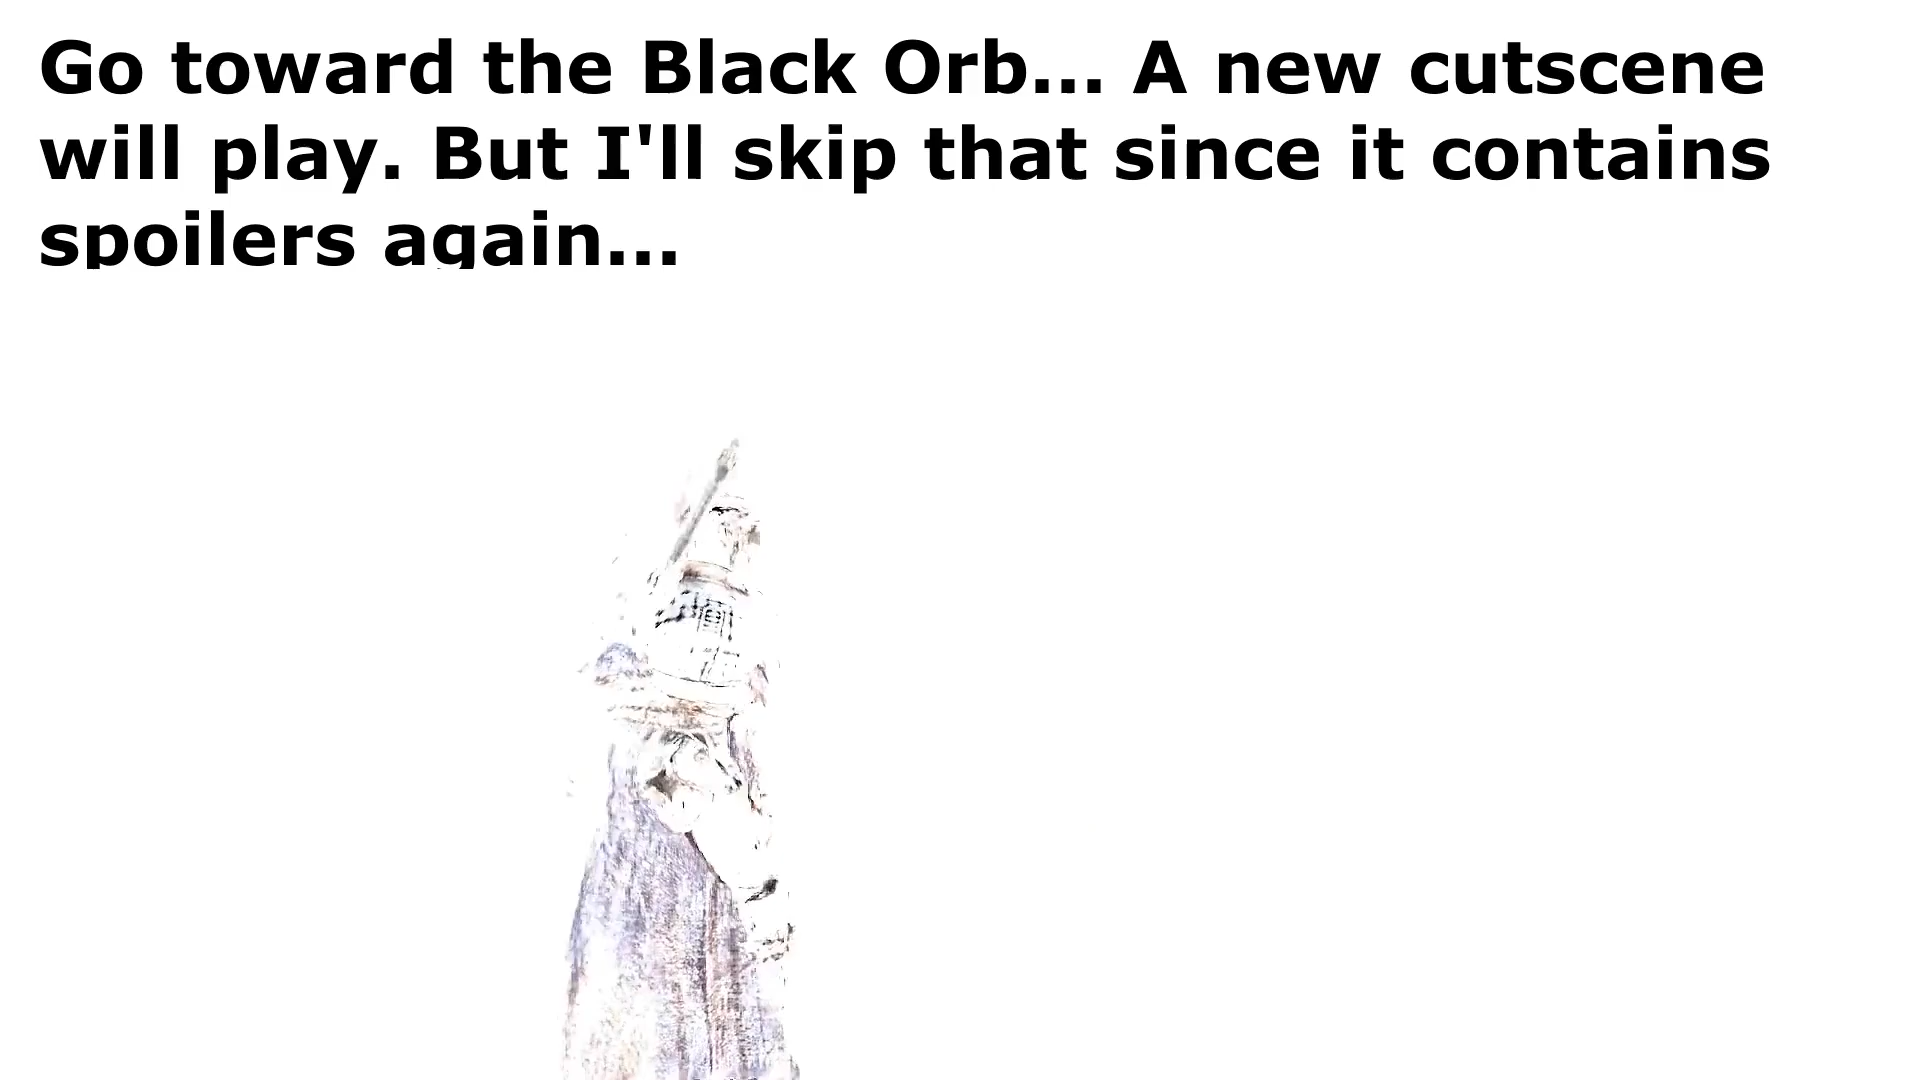 Go toward the Black Orb... A new cutscene
will play. But I'll skip that since it contains
spoilers again...